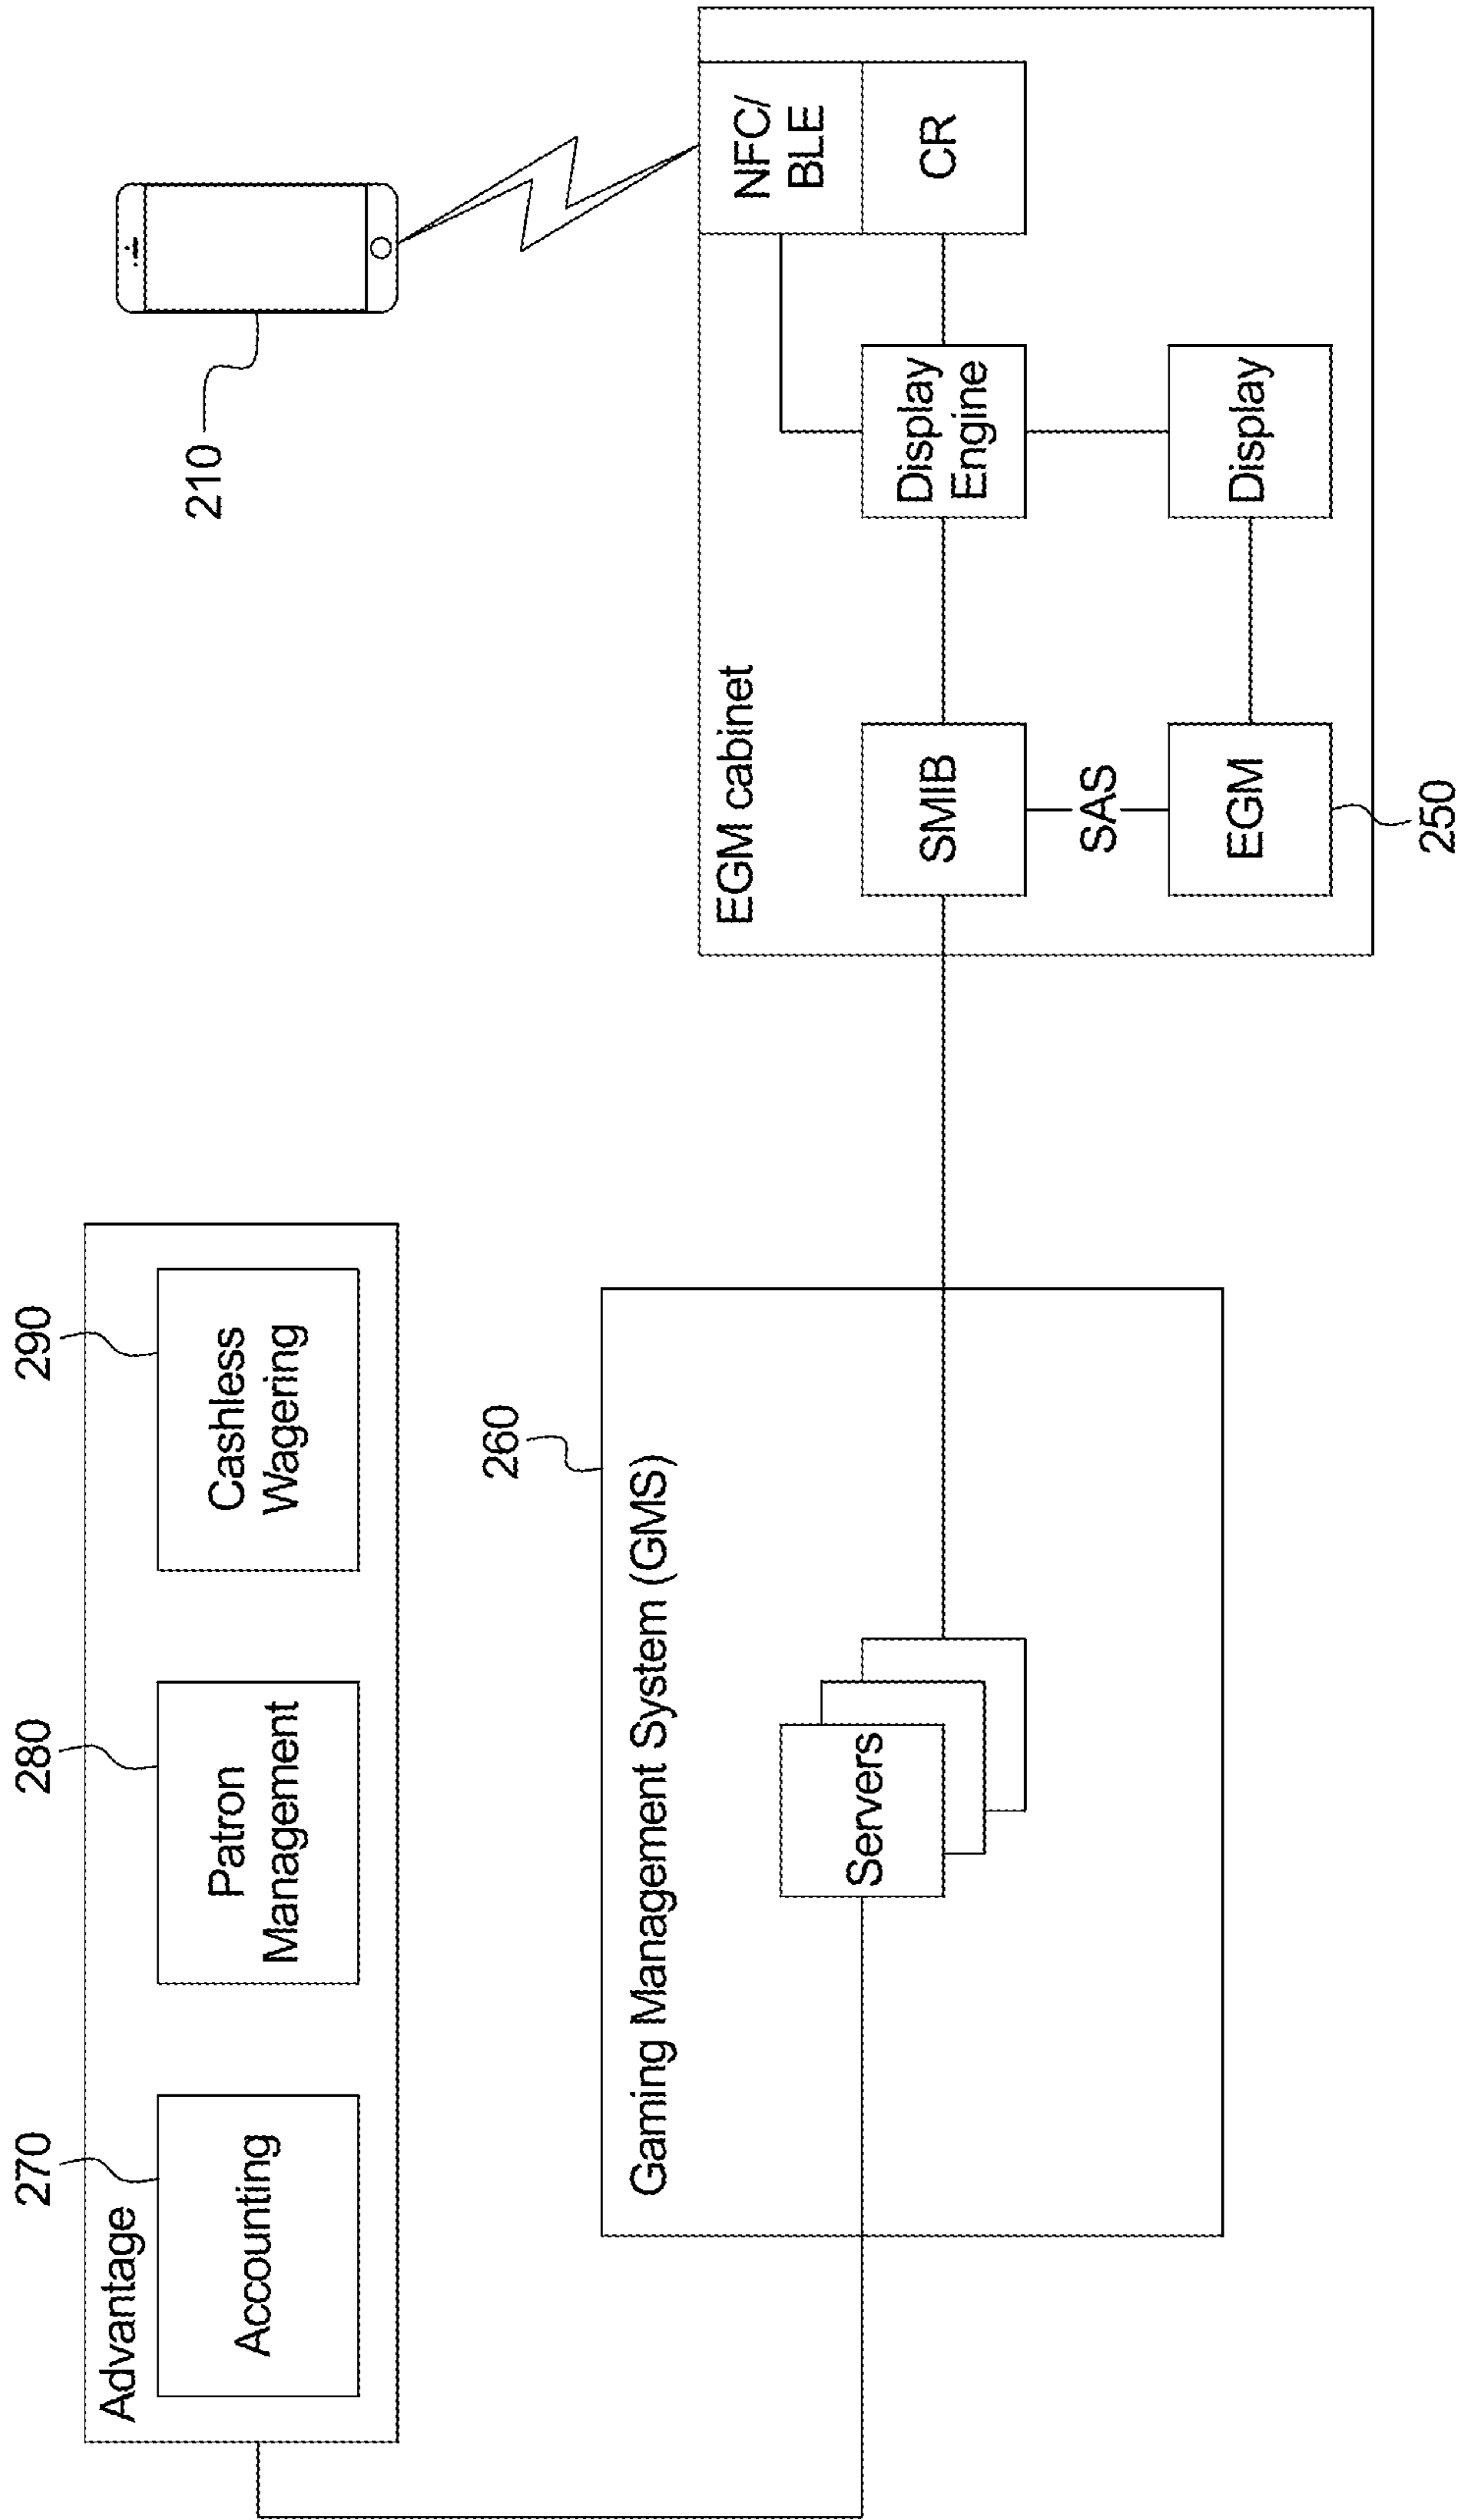 270
280
290
Advantage
Accounting
Patron
Management
Cashless
Wagering
210
260
Gaming Management System (GMS)
Servers
EGM cabinet
NFC/
BLE
CR
SMIB
Display
Engine
SAS
EGM
Display
250